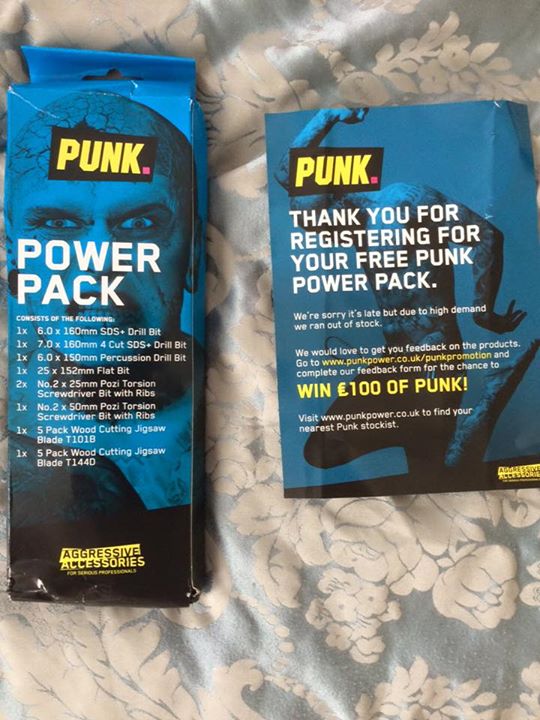 PUNK.
POWER
PACK
CONSISTS OF THE FOLLOWING:
1x 6.0 x 160mm SDS+ Drill Bit
1x 7.0 x 160mm 4 Cut SDS+ Drill Bit
1x 6.0 x 150mm Percussion Drill Bit
1x 25 x 152mm Flat Bit
2x No.2 x 25mm Pozi Torsion
Screwdriver Bit with Ribs
1x No.2 x 50mm Pozi Torsion
Screwdriver Bit with Ribs
1x 5 Pack Wood Cutting Jigsaw
Blade T101B
1x 5 Pack Wood Cutting Jigsaw
Blade T144D
AGGRESSIVE
ACCESSORIES
FOR SERIOUS PROFESSIONALS
PUNK.
THANK YOU FOR
REGISTERING FOR
YOUR FREE PUNK
POWER PACK.
We're sorry it's late but due to high demand
we ran out of stock.
We would love to get you feedback on the products.
Go to www.punkpower.co.uk/punkpromotion and
complete our feedback form for the chance to
WIN £100 OF PUNK!
Visit www.punkpower.co.uk to find your
nearest Punk stockist.
AGGRESSIVE
ACCESSORIES